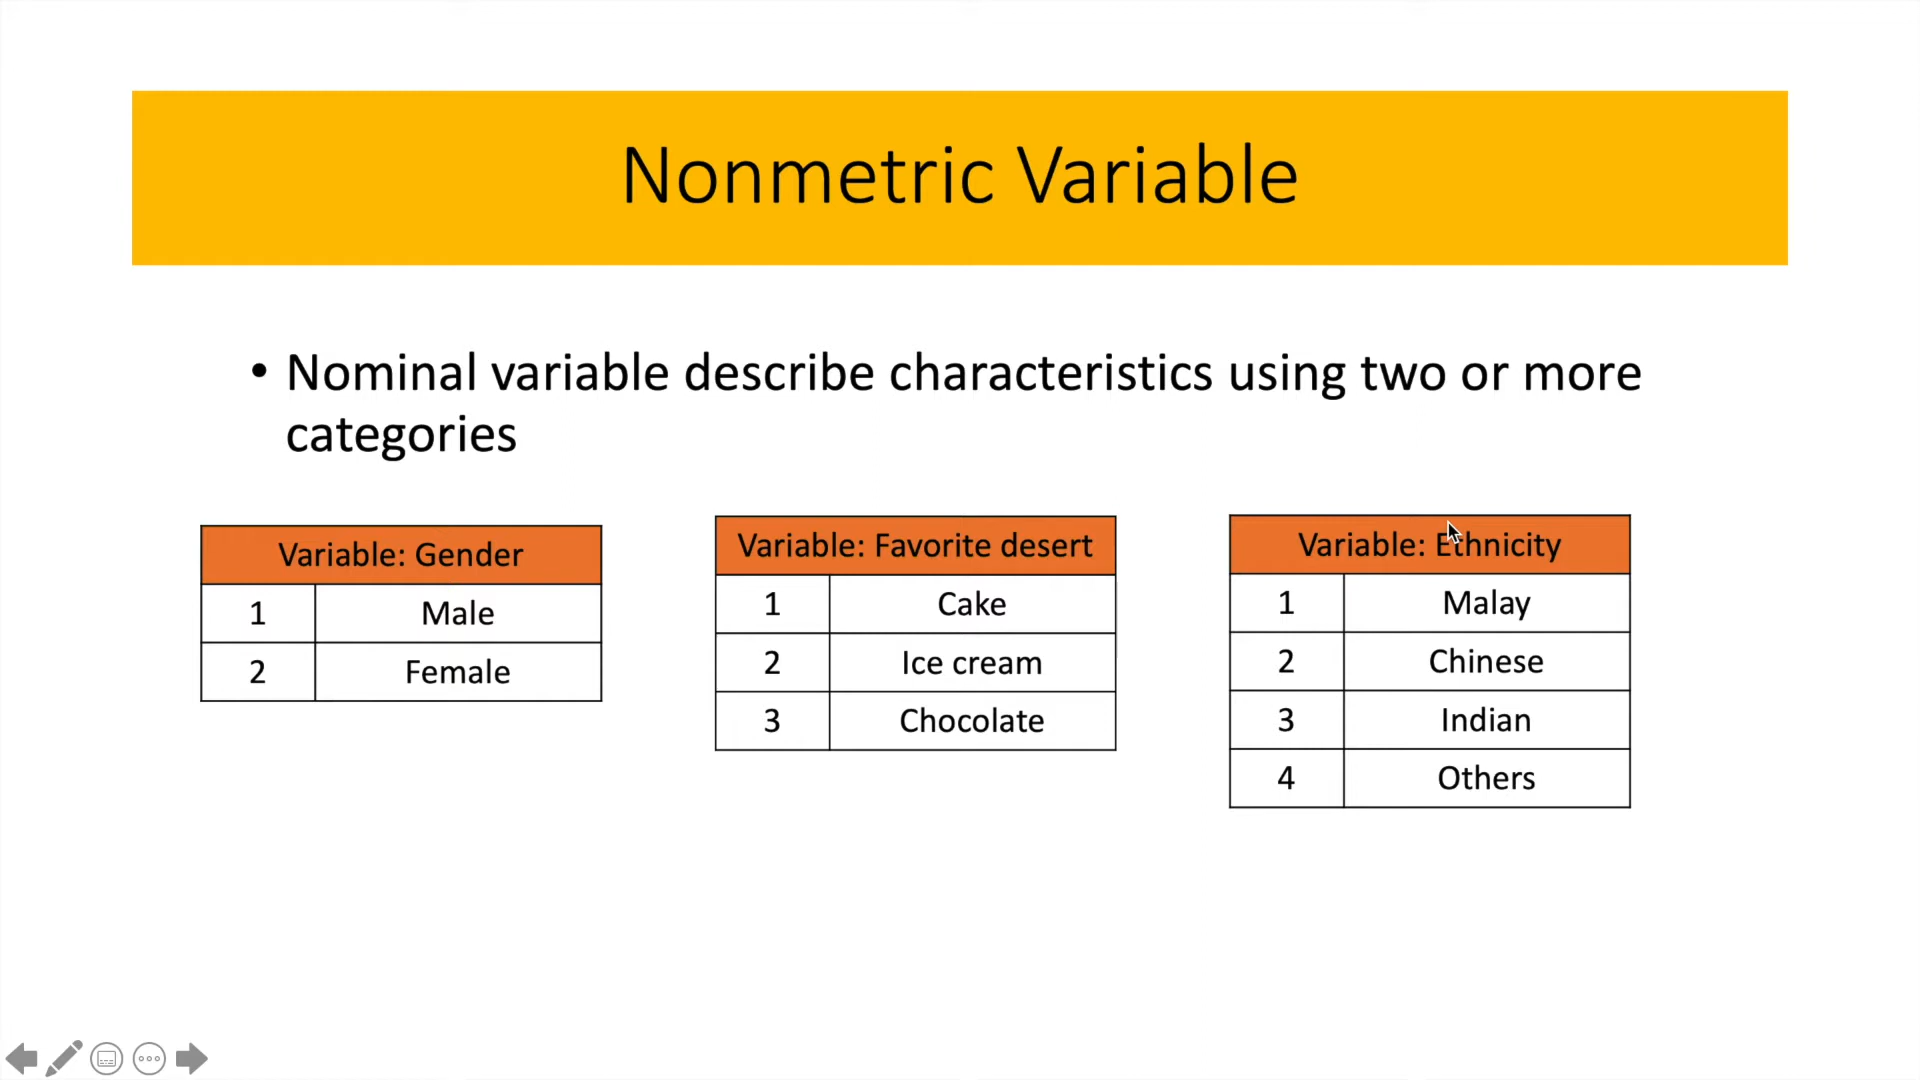 Nonmetric Variable
• Nominal variable describe characteristics using two or more
categories
Variable: Gender
1 Male
2 Female
Variable: Favorite desert
1 Cake
2 Ice cream
3 Chocolate
Variable: Ethnicity
1 Malay
2 Chinese
3 Indian
4 Others